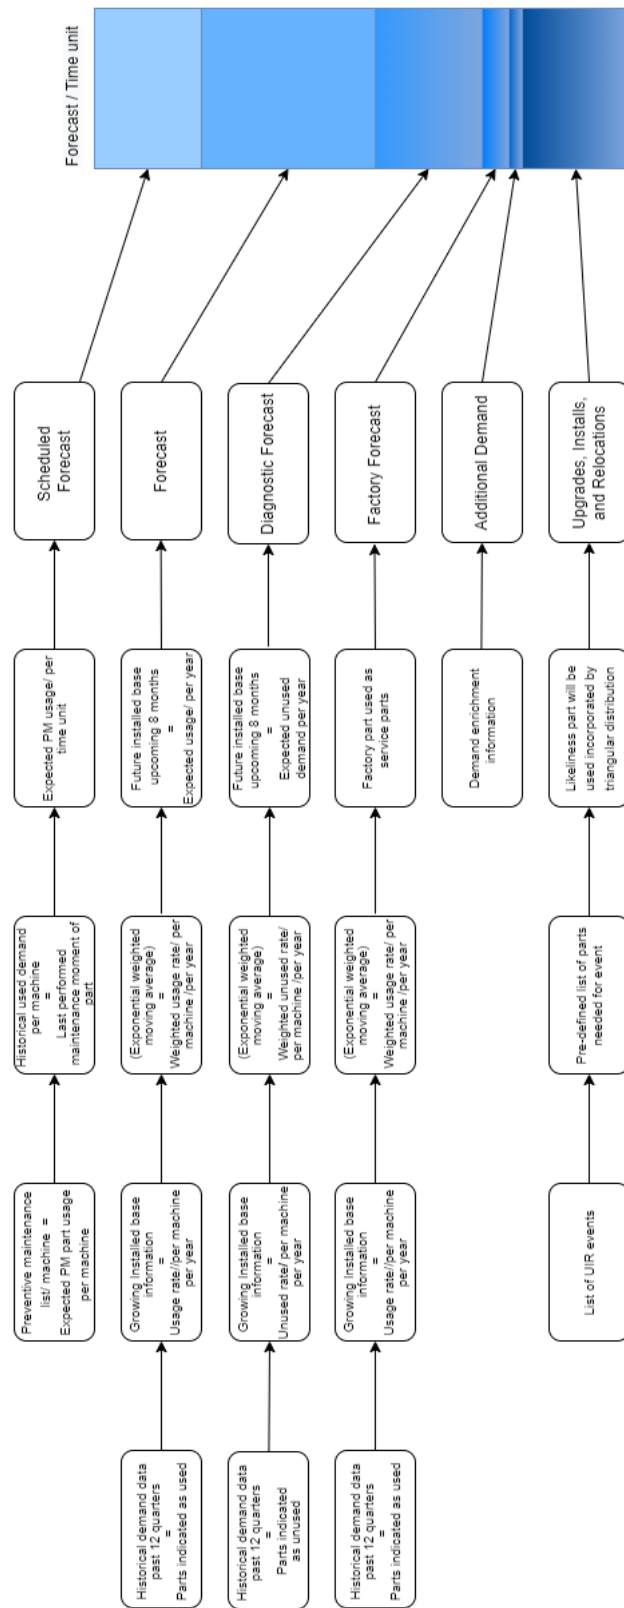 Forecast / Time unit
Preventive maintenance
list/ machine =
Expected PM part usage
per machine
Historical used demand
per machine
=
Last performed
maintenance moment of
part
Expected PM usage/ per
time unit
Scheduled
Forecast
Historical demand data
past 12 quarters
=
Parts indicated as used
Growing Installed base
information
=
Usage rate//per machine
per year
(Exponential weighted
moving average)
=
Weighted usage rate/ per
machine /per year
Future installed base
upcoming 8 months
=
Expected usage/ per year
Forecast
Historical demand data
past 12 quarters
=
Parts indicated
as unused
Growing Installed base
information
=
Unused rate/ per machine
per year
(Exponential weighted
moving average)
=
Weighted unused rate/
per machine /per year
Future installed base
upcoming 8 months
=
Expected unused
demand per year
Diagnostic Forecast
Historical demand data
past 12 quarters
=
Parts indicated as used
Growing Installed base
information
=
Usage rate//per machine
per year
(Exponential weighted
moving average)
=
Weighted usage rate/ per
machine /per year
Factory part used as
service parts
Factory Forecast
Demand enrichment
information
Additional Demand
List of UIR events
Pre-defined list of parts
needed for event
Likeliness part will be
used incorporated by
triangular distribution
Upgrades, Installs,
and Relocations